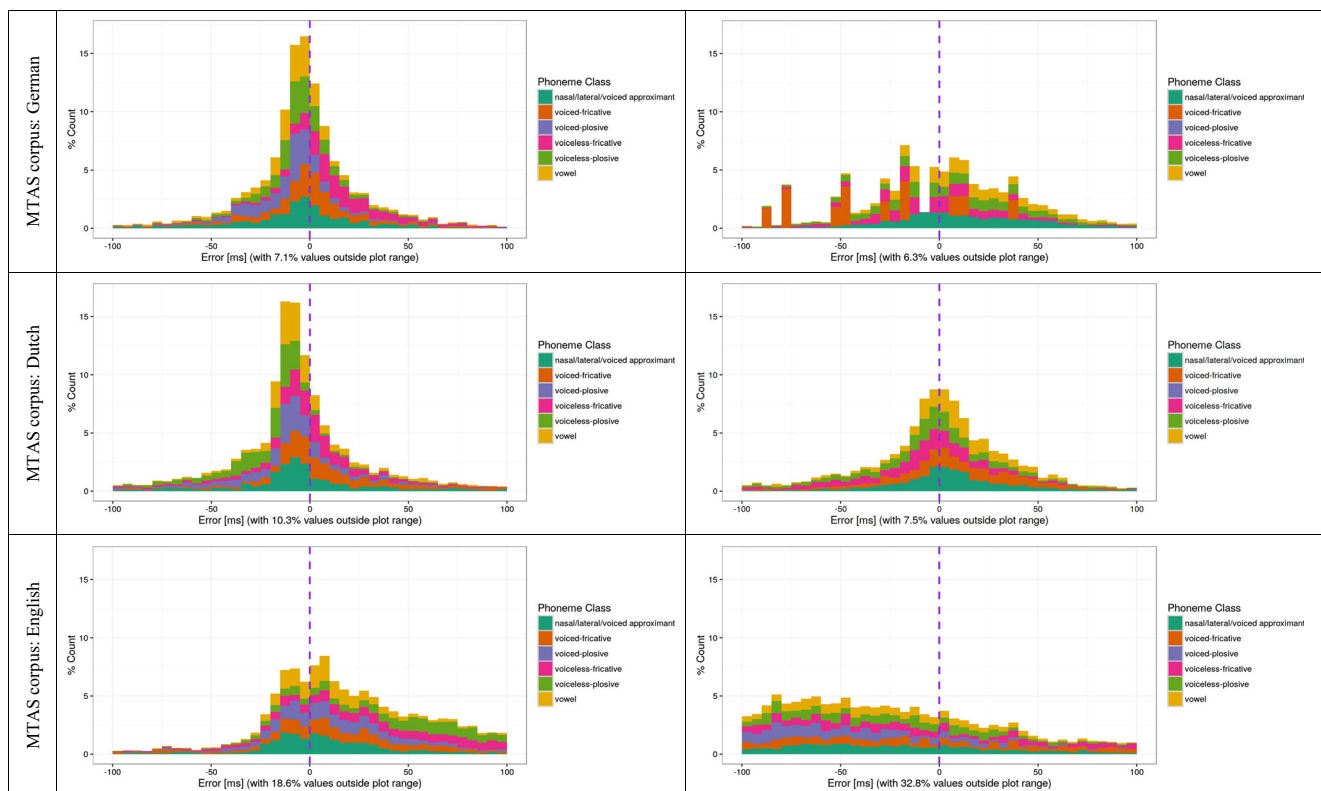 MTAS corpus: German
% Count
15
10
5
0
-100
-50
0
50
100
Error [ms] (with 7.1% values outside plot range)
Phoneme Class
nasal/lateral/voiced approximant
voiced-fricative
voiced-plosive
voiceless-fricative
voiceless-plosive
vowel
% Count
15
10
5
0
-100
-50
0
50
100
Error [ms] (with 6.3% values outside plot range)
Phoneme Class
nasal/lateral/voiced approximant
voiced-fricative
voiced-plosive
voiceless-fricative
voiceless-plosive
vowel
MTAS corpus: Dutch
% Count
15
10
5
0
-100
-50
0
50
100
Error [ms] (with 10.3% values outside plot range)
Phoneme Class
nasal/lateral/voiced approximant
voiced-fricative
voiced-plosive
voiceless-fricative
voiceless-plosive
vowel
% Count
15
10
5
0
-100
-50
0
50
100
Error [ms] (with 7.5% values outside plot range)
Phoneme Class
nasal/lateral/voiced approximant
voiced-fricative
voiced-plosive
voiceless-fricative
voiceless-plosive
vowel
MTAS corpus: English
% Count
15
10
5
0
-100
-50
0
50
100
Error [ms] (with 18.6% values outside plot range)
Phoneme Class
nasal/lateral/voiced approximant
voiced-fricative
voiced-plosive
voiceless-fricative
voiceless-plosive
vowel
% Count
15
10
5
0
-100
-50
0
50
100
Error [ms] (with 32.8% values outside plot range)
Phoneme Class
nasal/lateral/voiced approximant
voiced-fricative
voiced-plosive
voiceless-fricative
voiceless-plosive
vowel